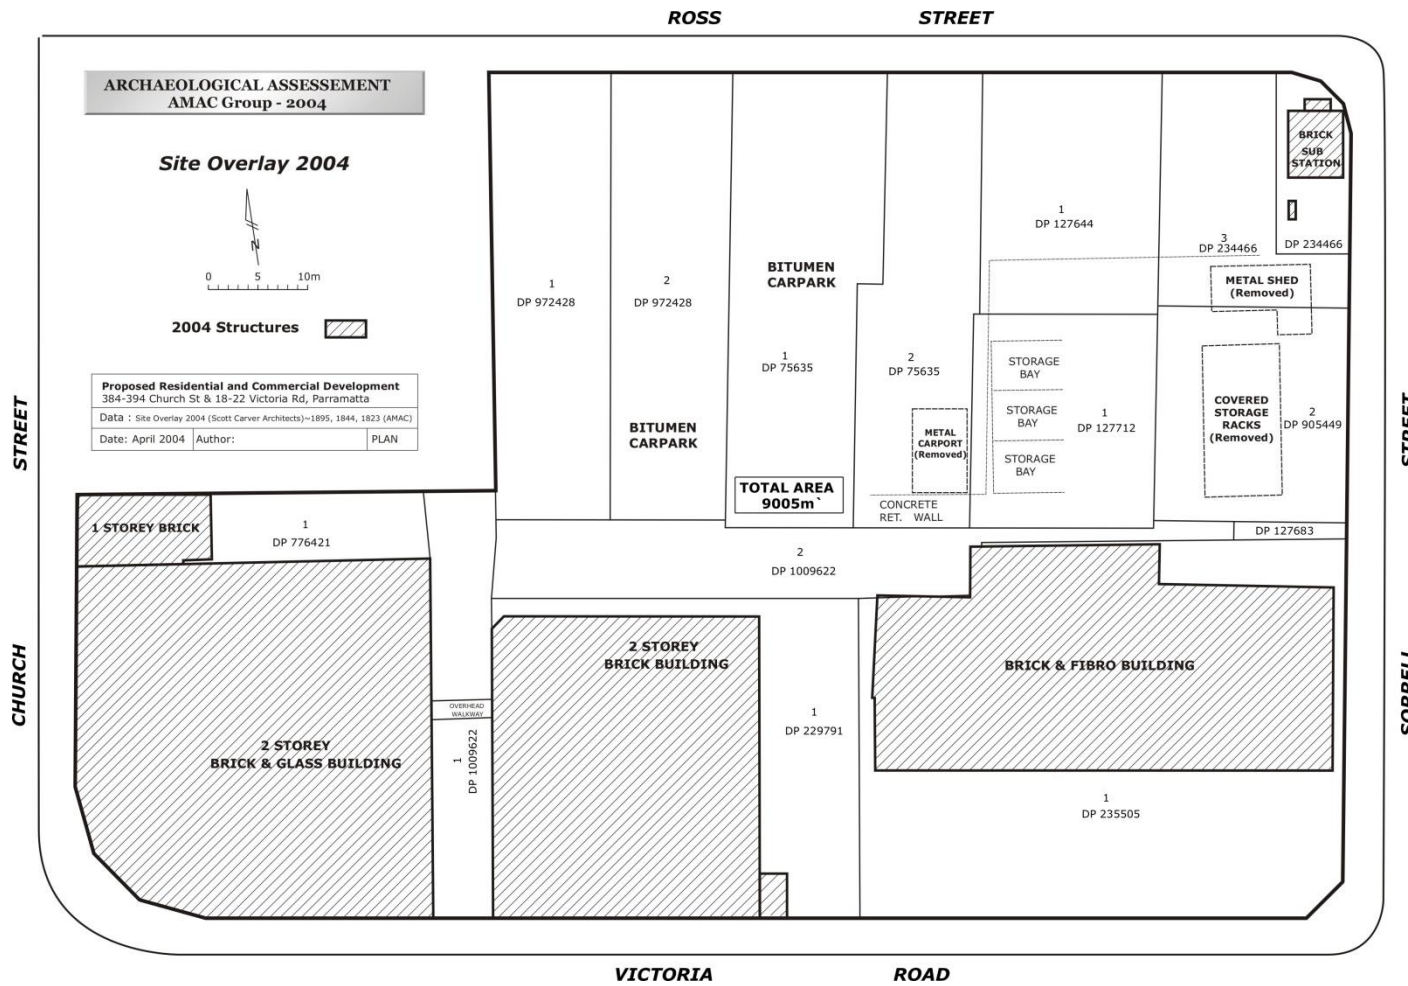 ROSS STREET
ARCHAEOLOGICAL ASSESSEMENT
AMAC Group - 2004
Site Overlay 2004
N
0 5 10m
2004 Structures
Proposed Residential and Commercial Development
384-394 Church St & 18-22 Victoria Rd, Parramatta
Data : Site Overlay 2004 (Scott Carver Architects)~1895, 1844, 1823 (AMAC)
Date: April 2004 Author: PLAN
STREET
CHURCH
BRICK
SUB
STATION
DP 234466
1
DP 127644
3
DP 234466
METAL SHED
(Removed)
BITUMEN
CARPARK
1
DP 972428
2
DP 972428
1
DP 75635
2
DP 75635
STORAGE
BAY
STORAGE
BAY
STORAGE
BAY
1
DP 127712
COVERED
STORAGE
RACKS
(Removed)
2
DP 905449
STREET
BITUMEN
CARPARK
METAL
CARPORT
(Removed)
TOTAL AREA
9005m`
CONCRETE
RET. WALL
1 STOREY BRICK
1
DP 776421
DP 127683
2
DP 1009622
2 STOREY
BRICK BUILDING
BRICK & FIBRO BUILDING
SORRELL
OVERHEAD
WALKWAY
1
DP 229791
2 STOREY
BRICK & GLASS BUILDING
1
DP 1009622
1
DP 235505
VICTORIA ROAD